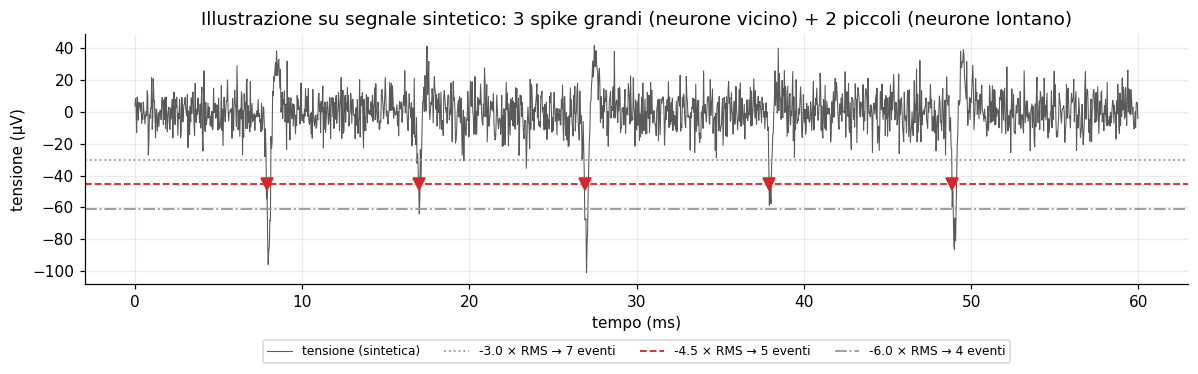 Illustrazione su segnale sintetico: 3 spike grandi (neurone vicino) + 2 piccoli (neurone lontano)
tensione (µV)
40
20
0
−20
−40
−60
−80
−100
0 10 20 30 40 50 60
tempo (ms)
tensione (sintetica) -3.0 × RMS → 7 eventi -4.5 × RMS → 5 eventi -6.0 × RMS → 4 eventi